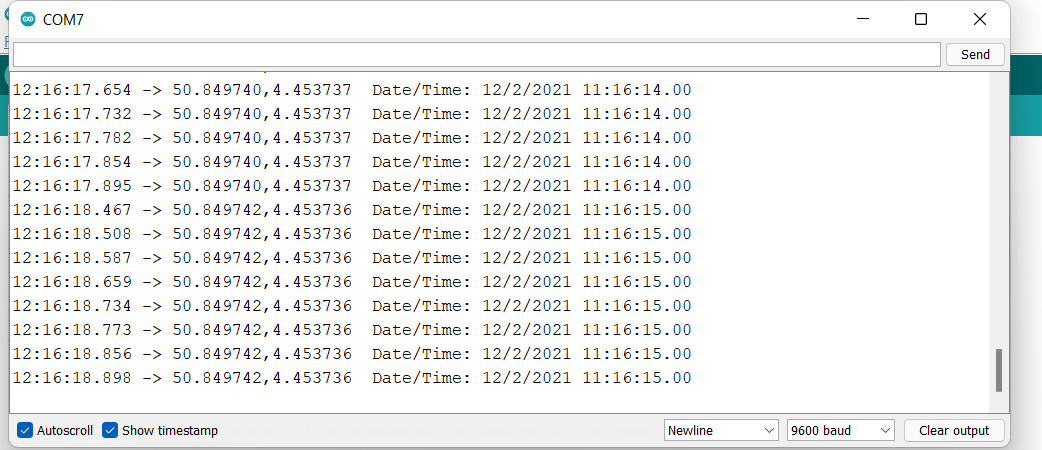 COM7
Send
12:16:17.654 -> 50.849740,4.453737  Date/Time: 12/2/2021 11:16:14.00
12:16:17.732 -> 50.849740,4.453737  Date/Time: 12/2/2021 11:16:14.00
12:16:17.782 -> 50.849740,4.453737  Date/Time: 12/2/2021 11:16:14.00
12:16:17.854 -> 50.849740,4.453737  Date/Time: 12/2/2021 11:16:14.00
12:16:17.895 -> 50.849740,4.453737  Date/Time: 12/2/2021 11:16:14.00
12:16:18.467 -> 50.849742,4.453736  Date/Time: 12/2/2021 11:16:15.00
12:16:18.508 -> 50.849742,4.453736  Date/Time: 12/2/2021 11:16:15.00
12:16:18.587 -> 50.849742,4.453736  Date/Time: 12/2/2021 11:16:15.00
12:16:18.659 -> 50.849742,4.453736  Date/Time: 12/2/2021 11:16:15.00
12:16:18.734 -> 50.849742,4.453736  Date/Time: 12/2/2021 11:16:15.00
12:16:18.773 -> 50.849742,4.453736  Date/Time: 12/2/2021 11:16:15.00
12:16:18.856 -> 50.849742,4.453736  Date/Time: 12/2/2021 11:16:15.00
12:16:18.898 -> 50.849742,4.453736  Date/Time: 12/2/2021 11:16:15.00
Autoscroll Show timestamp Newline 9600 baud Clear output